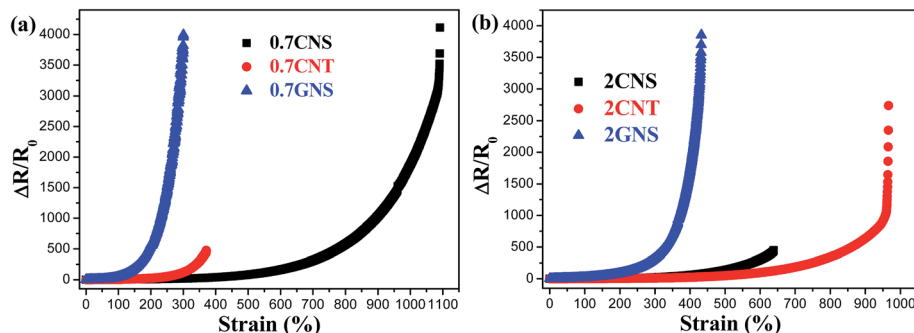 (a)
0.7CNS
0.7CNT
0.7GNS
ΔR/R0
4000
3500
3000
2500
2000
1500
1000
500
0
0 100 200 300 400 500 600 700 800 900 1000 1100
Strain (%)
(b)
2CNS
2CNT
2GNS
ΔR/R0
4000
3500
3000
2500
2000
1500
1000
500
0
0 100 200 300 400 500 600 700 800 900 1000
Strain (%)